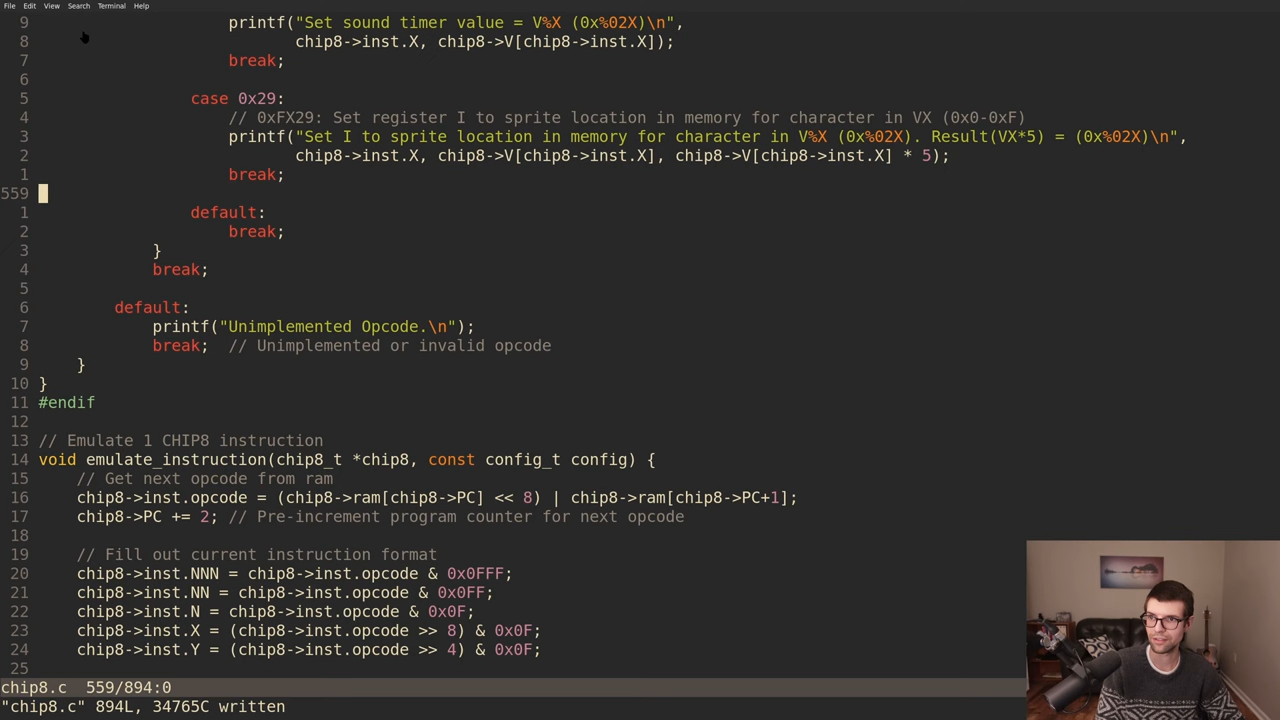 File Edit View Search Terminal Help
9 printf("Set sound timer value = V%X (0x%02X)\n",
8 chip8->inst.X, chip8->V[chip8->inst.X]);
7 break;
6
5 case 0x29:
4 // 0xFX29: Set register I to sprite location in memory for character in VX (0x0-0xF)
3 printf("Set I to sprite location in memory for character in V%X (0x%02X). Result(VX*5) = (0x%02X)\n",
2 chip8->inst.X, chip8->V[chip8->inst.X], chip8->V[chip8->inst.X] * 5);
1 break;
559
1 default:
2 break;
3 }
4 break;
5
6 default:
7 printf("Unimplemented Opcode.\n");
8 break; // Unimplemented or invalid opcode
9 }
10 }
11 #endif
12
13 // Emulate 1 CHIP8 instruction
14 void emulate_instruction(chip8_t *chip8, const config_t config) {
15 // Get next opcode from ram
16 chip8->inst.opcode = (chip8->ram[chip8->PC] << 8) | chip8->ram[chip8->PC+1];
17 chip8->PC += 2; // Pre-increment program counter for next opcode
18
19 // Fill out current instruction format
20 chip8->inst.NNN = chip8->inst.opcode & 0x0FFF;
21 chip8->inst.NN = chip8->inst.opcode & 0x0FF;
22 chip8->inst.N = chip8->inst.opcode & 0x0F;
23 chip8->inst.X = (chip8->inst.opcode >> 8) & 0x0F;
24 chip8->inst.Y = (chip8->inst.opcode >> 4) & 0x0F;
25
chip8.c 559/894:0
"chip8.c" 894L, 34765C written